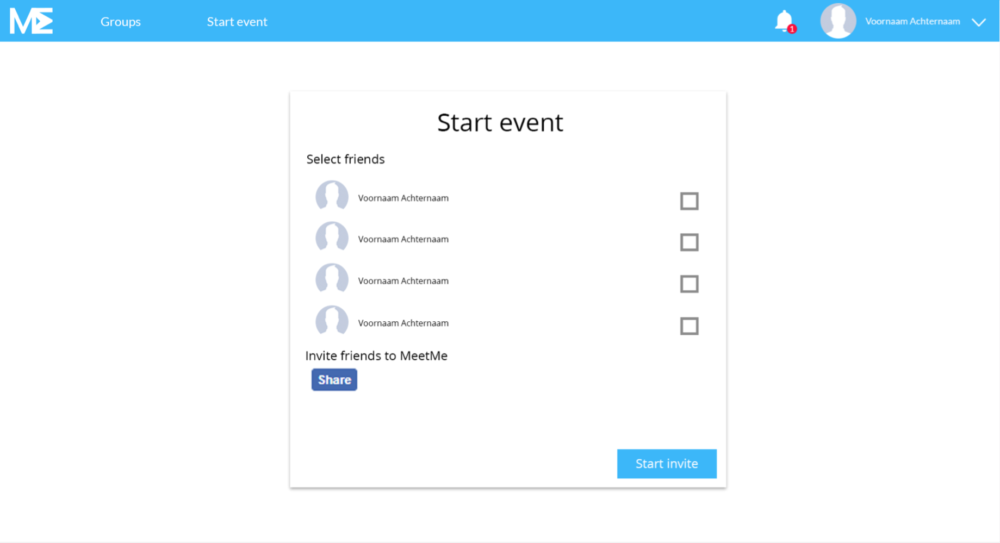 ME
Groups
Start event
1
Voornaam Achternaam
Start event
Select friends
Voornaam Achternaam
Voornaam Achternaam
Voornaam Achternaam
Voornaam Achternaam
Invite friends to MeetMe
Share
Start invite